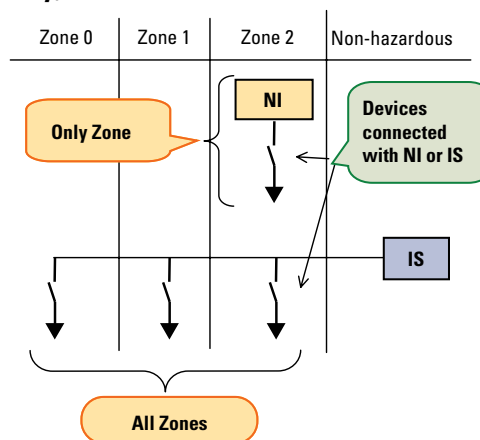 Zone 0 Zone 1 Zone 2 Non-hazardous
NI
Only Zone
Devices
connected
with NI or IS
IS
All Zones